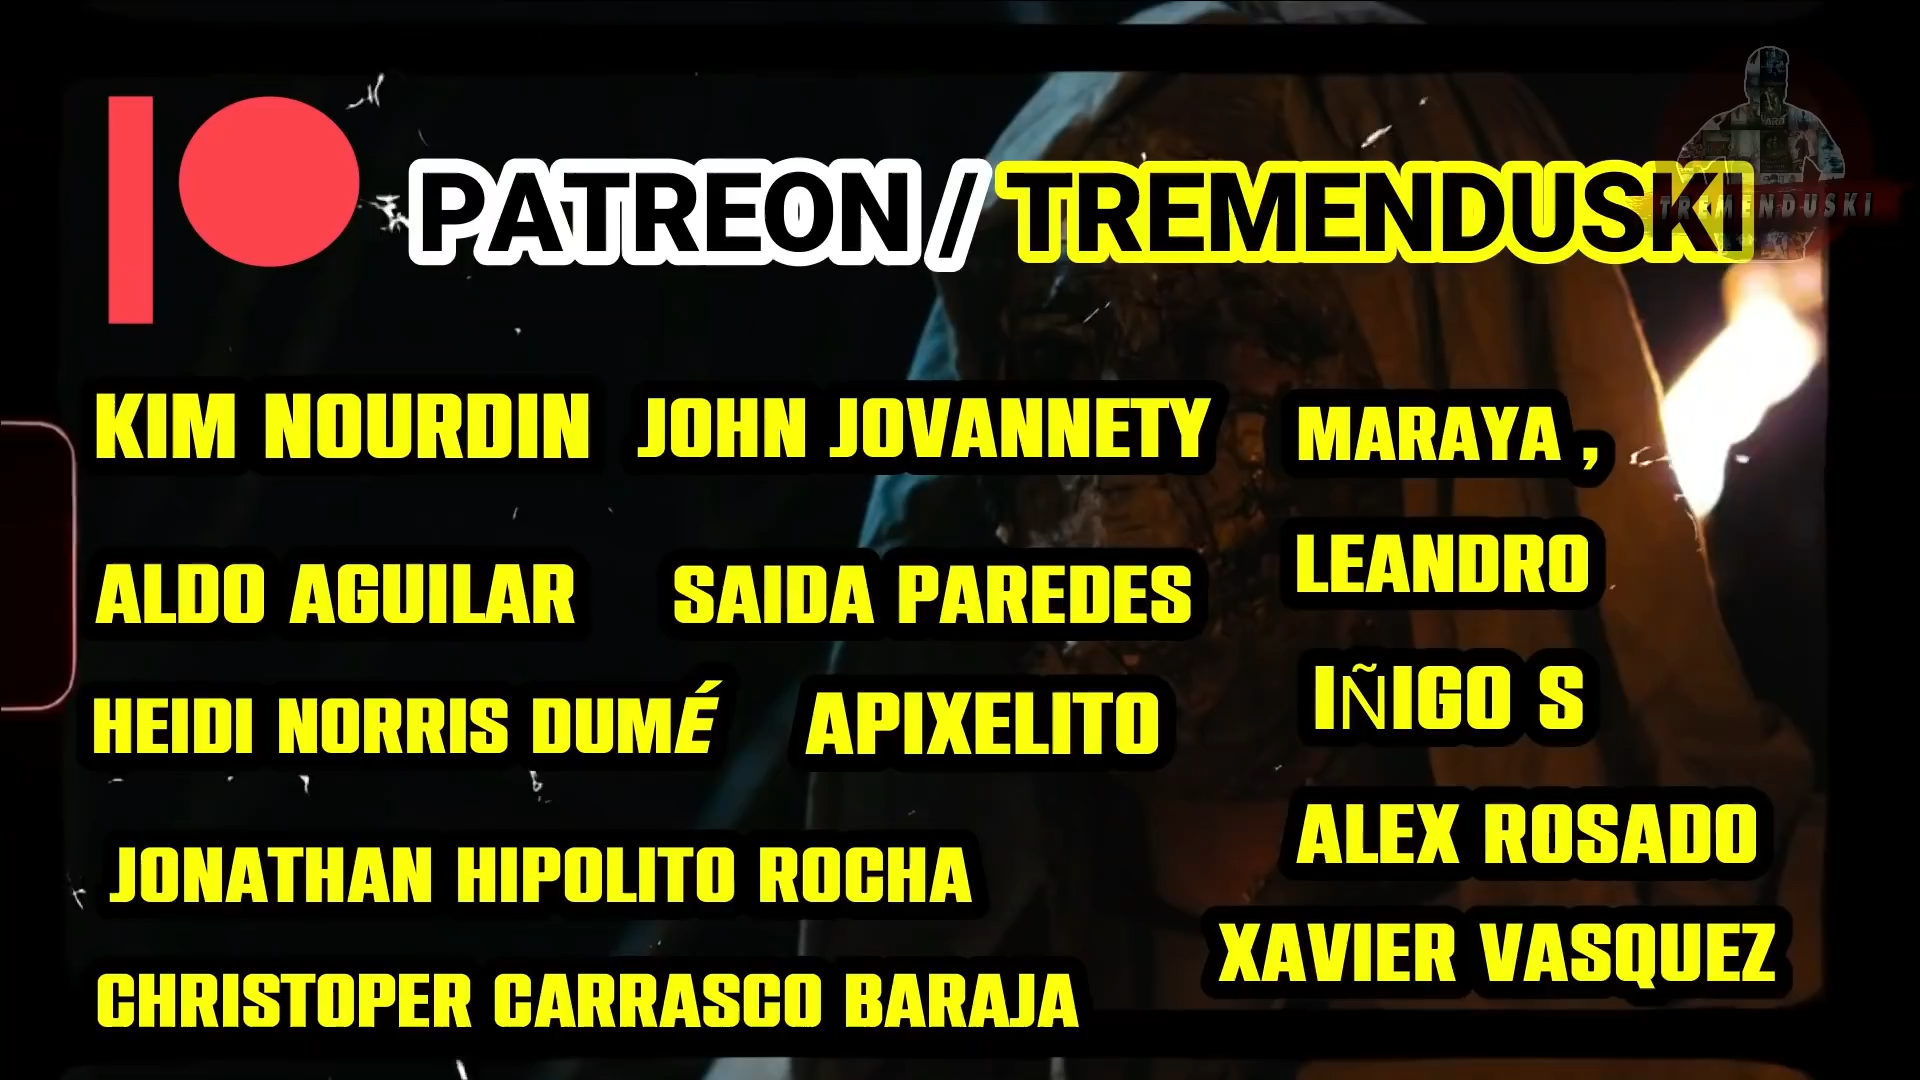 PATREON / TREMENDUSKI
TREMENDUSKI
KIM NOURDIN JOHN JOVANNETY MARAYA ,
ALDO AGUILAR SAIDA PAREDES LEANDRO
HEIDI NORRIS DUMÉ APIXELITO IÑIGO S
JONATHAN HIPOLITO ROCHA ALEX ROSADO
CHRISTOPER CARRASCO BARAJA XAVIER VASQUEZ